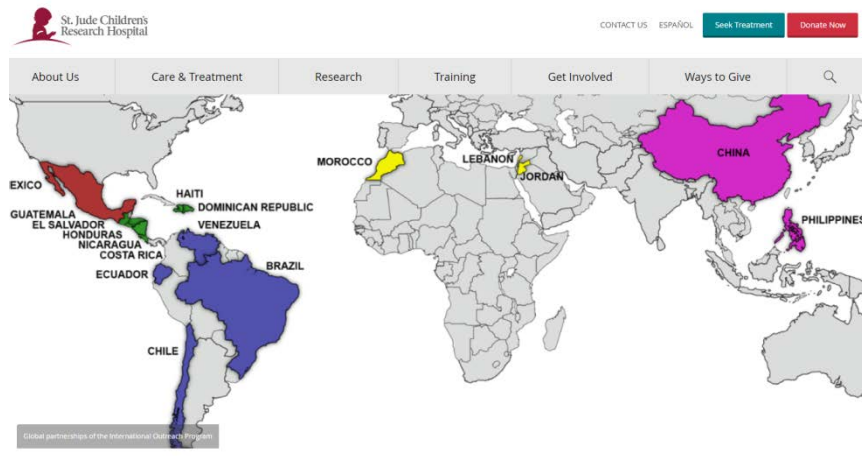 St. Jude Children's
Research Hospital
CONTACT US ESPAÑOL Seek Treatment Donate Now
About Us Care & Treatment Research Training Get Involved Ways to Give
MOROCCO
LEBANON
JORDAN
CHINA
EXICO
HAITI
DOMINICAN REPUBLIC
GUATEMALA
EL SALVADOR
HONDURAS
NICARAGUA
COSTA RICA
VENEZUELA
PHILIPPINES
ECUADOR
BRAZIL
CHILE
Global partnerships of the International Outreach Program